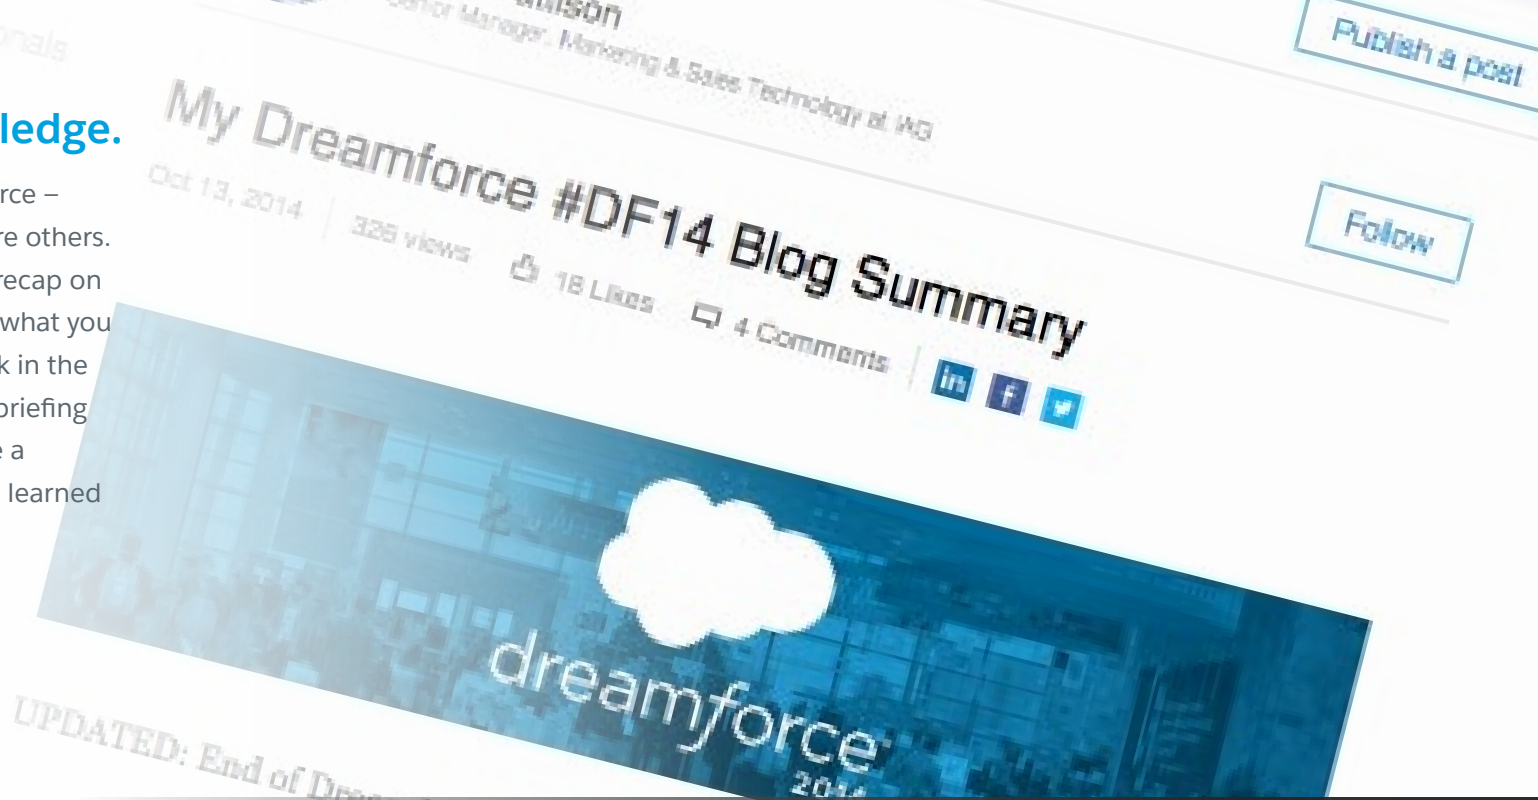 Publish a post
Senior Manager, Marketing & Sales Technology at IAG
Follow
My Dreamforce #DF14 Blog Summary
Oct 13, 2014 326 views 18 Likes 4 Comments
in f
ledge.
rce –
re others.
recap on
what you
k in the
briefing
e a
learned
dreamforce
UPDATED: End of